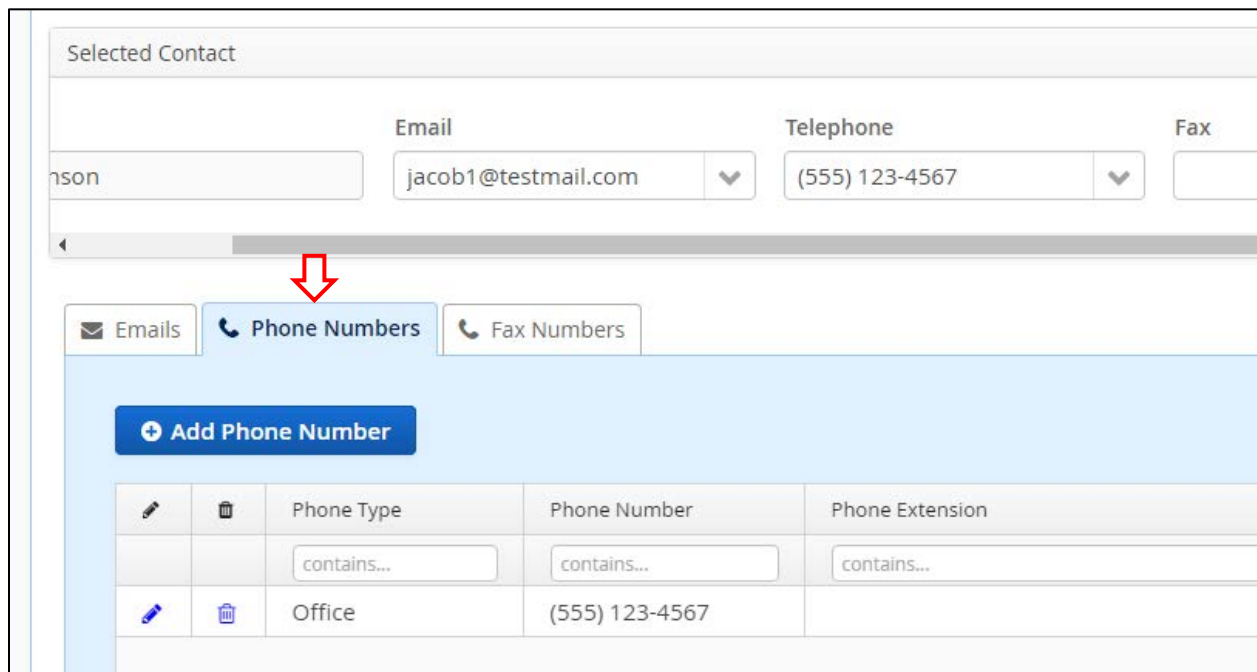 Selected Contact
Email Telephone Fax
nson jacob1@testmail.com (555) 123-4567
Emails Phone Numbers Fax Numbers
Add Phone Number
Phone Type Phone Number Phone Extension
contains... contains... contains...
Office (555) 123-4567